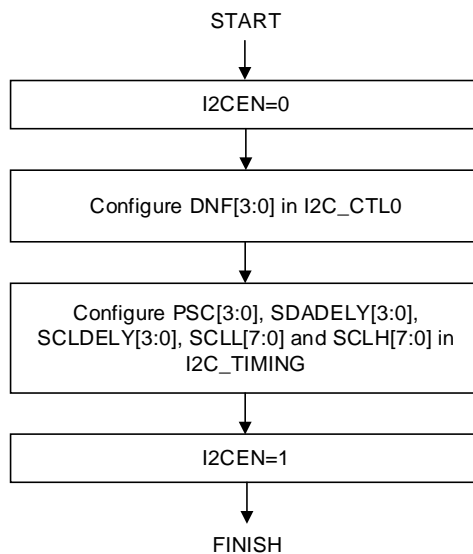 START
I2CEN=0
Configure DNF[3:0] in I2C_CTL0
Configure PSC[3:0], SDADELY[3:0],
SCLDELY[3:0], SCLL[7:0] and SCLH[7:0] in
I2C_TIMING
I2CEN=1
FINISH